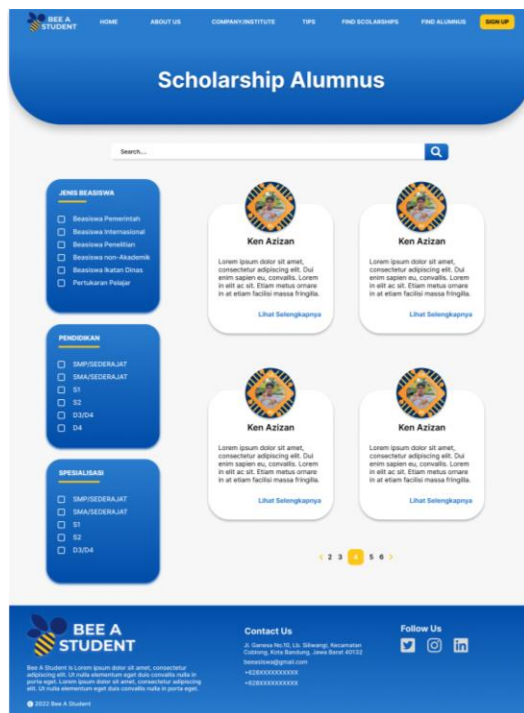 BEE A
STUDENT
HOME
ABOUT US
COMPANY/INSTITUTE
TIPS
FIND SCOLARSHIPS
FIND ALUMNUS
SIGN UP
Scholarship Alumnus
Search...
JENIS BEASISWA
Beasiswa Pemerintah
Beasiswa Internasional
Beasiswa Penelitian
Beasiswa non-Akademik
Beasiswa Ikatan Dinas
Pertukaran Pelajar
PENDIDIKAN
SMP/SEDERAJAT
SMA/SEDERAJAT
S1
S2
D3/D4
D4
SPESIALISASI
SMP/SEDERAJAT
SMA/SEDERAJAT
S1
S2
D3/D4
Ken Azizan
Lorem ipsum dolor sit amet,
consectetur adipiscing elit. Dui
enim sapien eu, convallis. Lorem
in elit ac sit. Etiam metus ornare
in at etiam facilisi massa fringilla.
Lihat Selengkapnya
Ken Azizan
Lorem ipsum dolor sit amet,
consectetur adipiscing elit. Dui
enim sapien eu, convallis. Lorem
in elit ac sit. Etiam metus ornare
in at etiam facilisi massa fringilla.
Lihat Selengkapnya
Ken Azizan
Lorem ipsum dolor sit amet,
consectetur adipiscing elit. Dui
enim sapien eu, convallis. Lorem
in elit ac sit. Etiam metus ornare
in at etiam facilisi massa fringilla.
Lihat Selengkapnya
Ken Azizan
Lorem ipsum dolor sit amet,
consectetur adipiscing elit. Dui
enim sapien eu, convallis. Lorem
in elit ac sit. Etiam metus ornare
in at etiam facilisi massa fringilla.
Lihat Selengkapnya
< 2 3 4 5 6 >
BEE A
STUDENT
Bee A Student is Lorem ipsum dolor sit amet, consectetur
adipiscing elit. Ut nulla elementum eget duis convallis nulla in
porta eget. Lorem ipsum dolor sit amet, consectetur adipiscing
elit. Ut nulla elementum eget duis convallis nulla in porta eget.
© 2022 Bee A Student
Contact Us
Jl. Ganesa No.10, Lb. Siliwangi, Kecamatan
Coblong, Kota Bandung, Jawa Barat 40132
beeasiswa@gmail.com
+628XXXXXXXXXX
+628XXXXXXXXXX
Follow Us